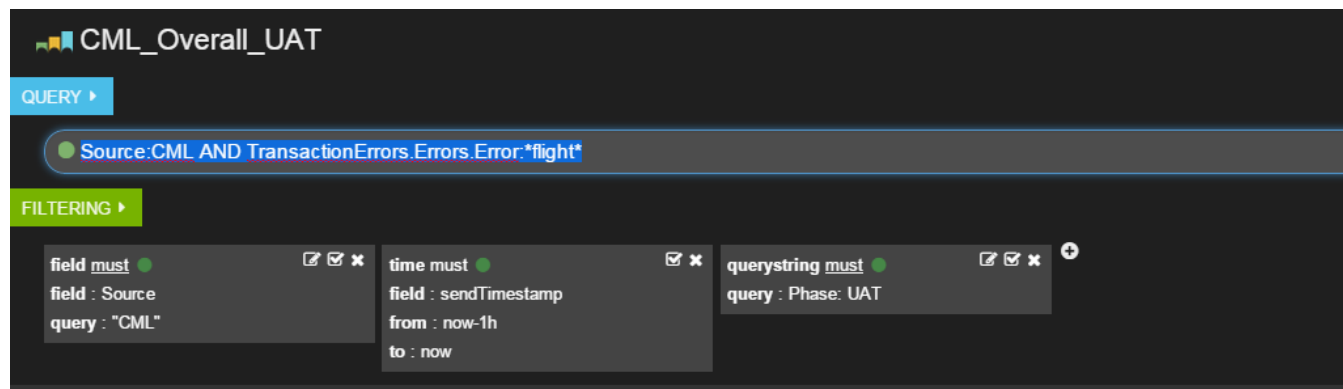 CML_Overall_UAT
QUERY
Source:CML AND TransactionErrors.Errors.Error:*flight*
FILTERING
field must
field : Source
query : "CML"
time must
field : sendTimestamp
from : now-1h
to : now
querystring must
query : Phase: UAT